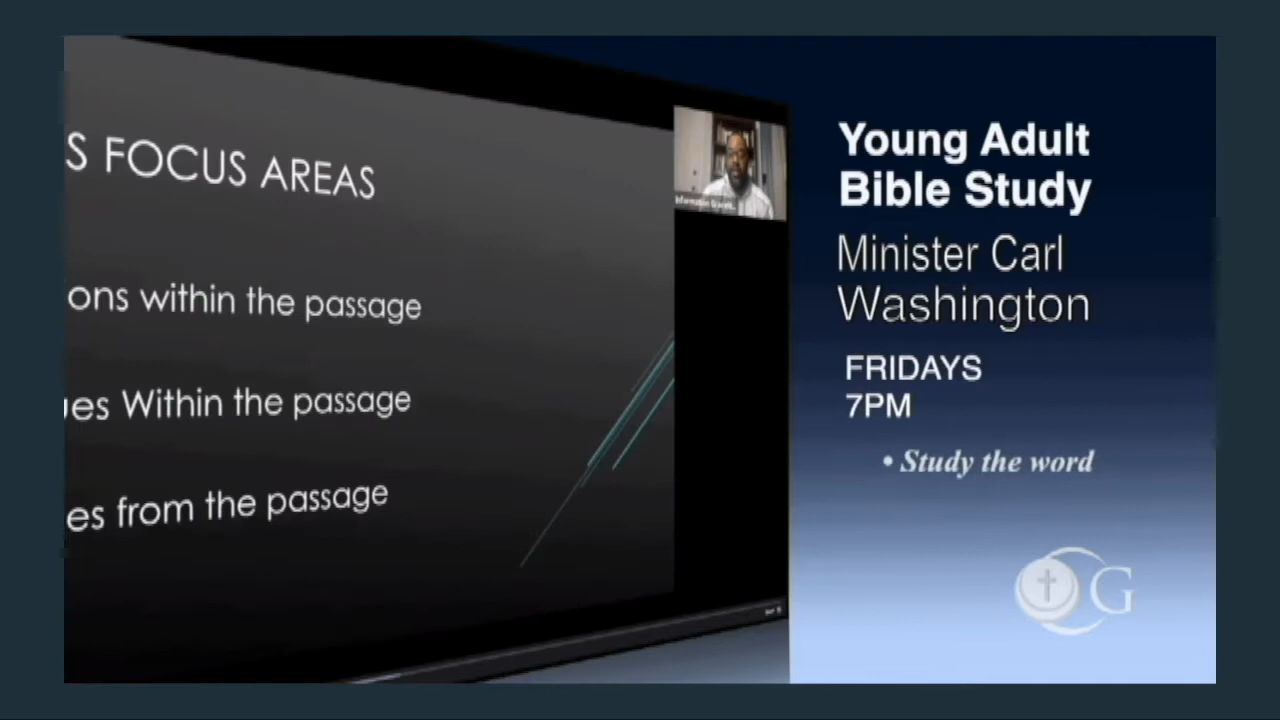 S FOCUS AREAS
ons within the passage
es Within the passage
es from the passage
Young Adult
Bible Study
Minister Carl
Washington
FRIDAYS
7PM
• Study the word
G